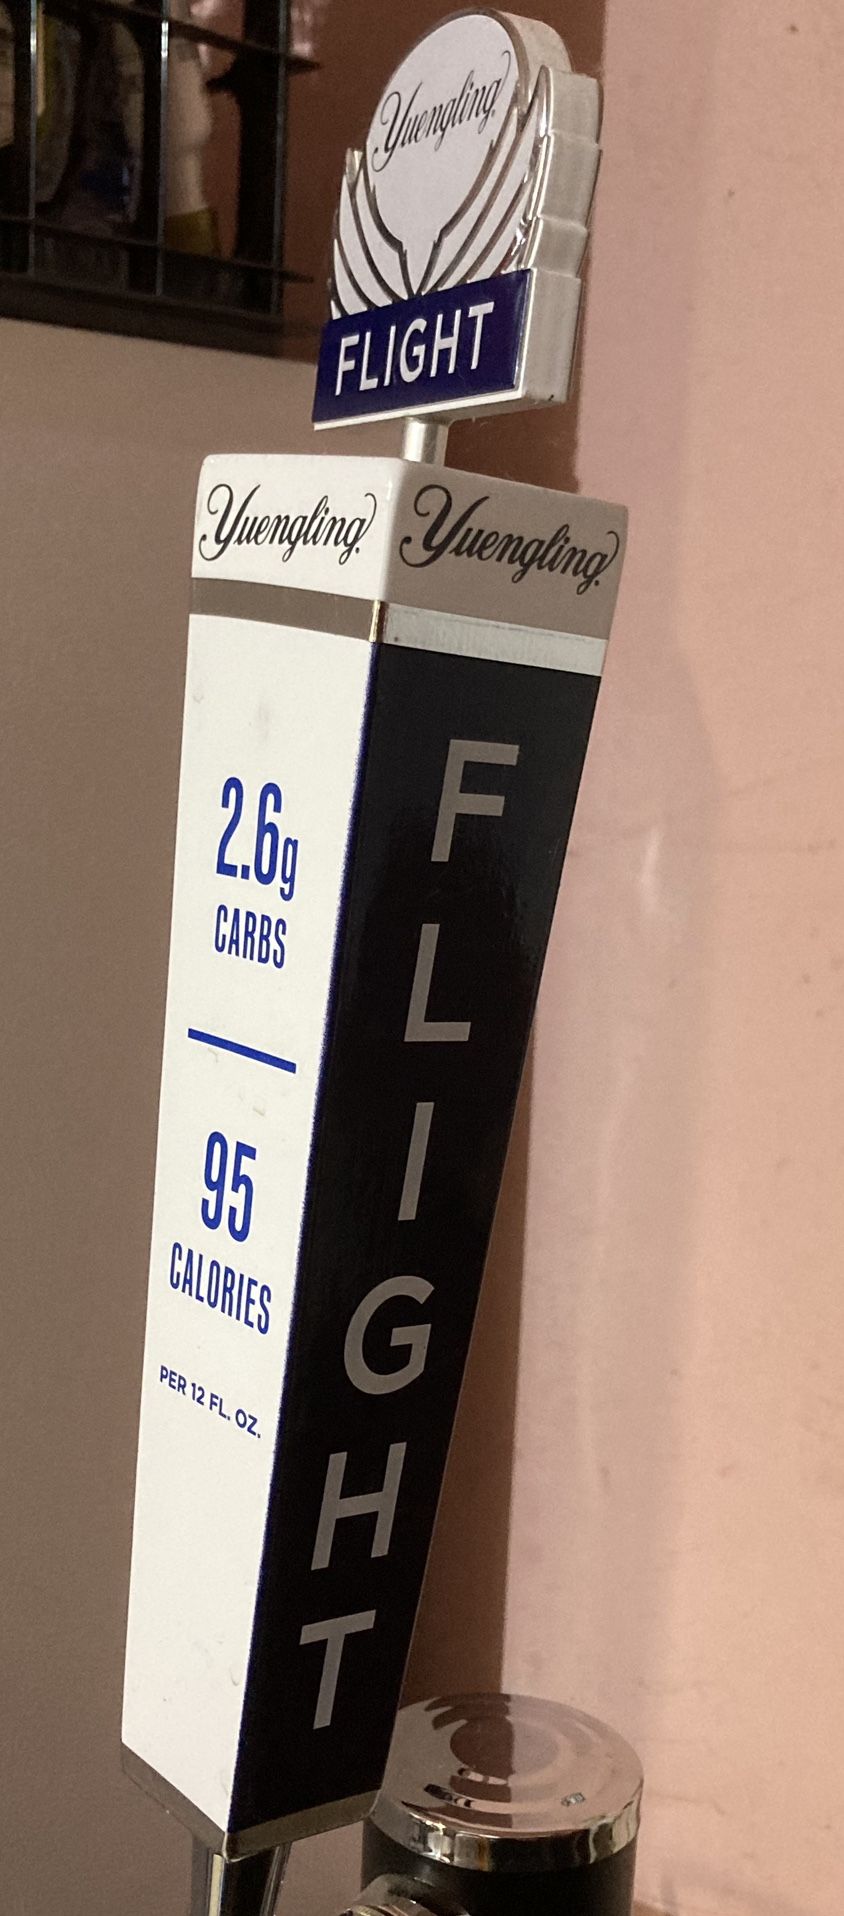 Yuengling
FLIGHT
Yuengling
Yuengling
2.6g
CARBS
95
CALORIES
PER 12 FL. OZ.
FLIGHT